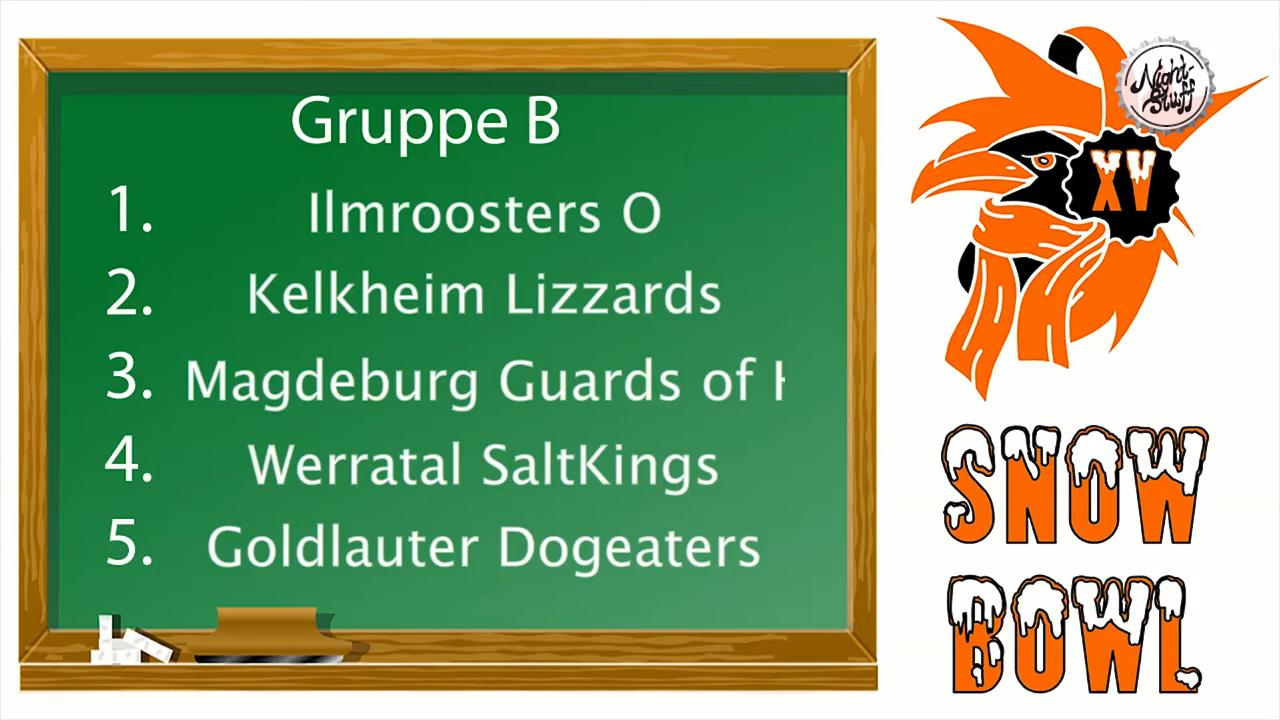 Gruppe B
1. Ilmroosters O
2. Kelkheim Lizzards
3. Magdeburg Guards of
4. Werratal SaltKings
5. Goldlauter Dogeaters
Night-
Stuff
XV
SNOW
BOWL